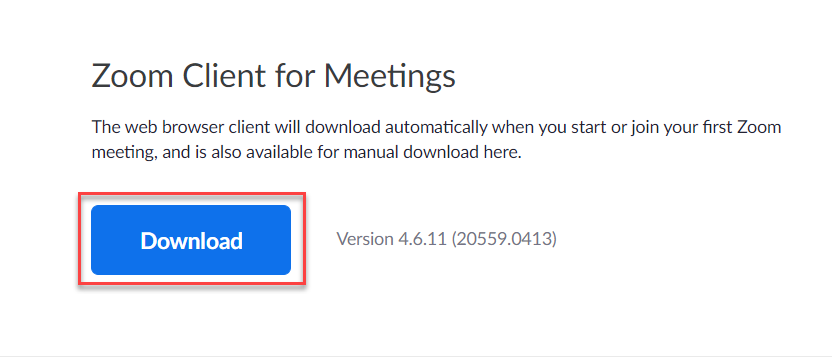 Zoom Client for Meetings
The web browser client will download automatically when you start or join your first Zoom
meeting, and is also available for manual download here.
Download
Version 4.6.11 (20559.0413)